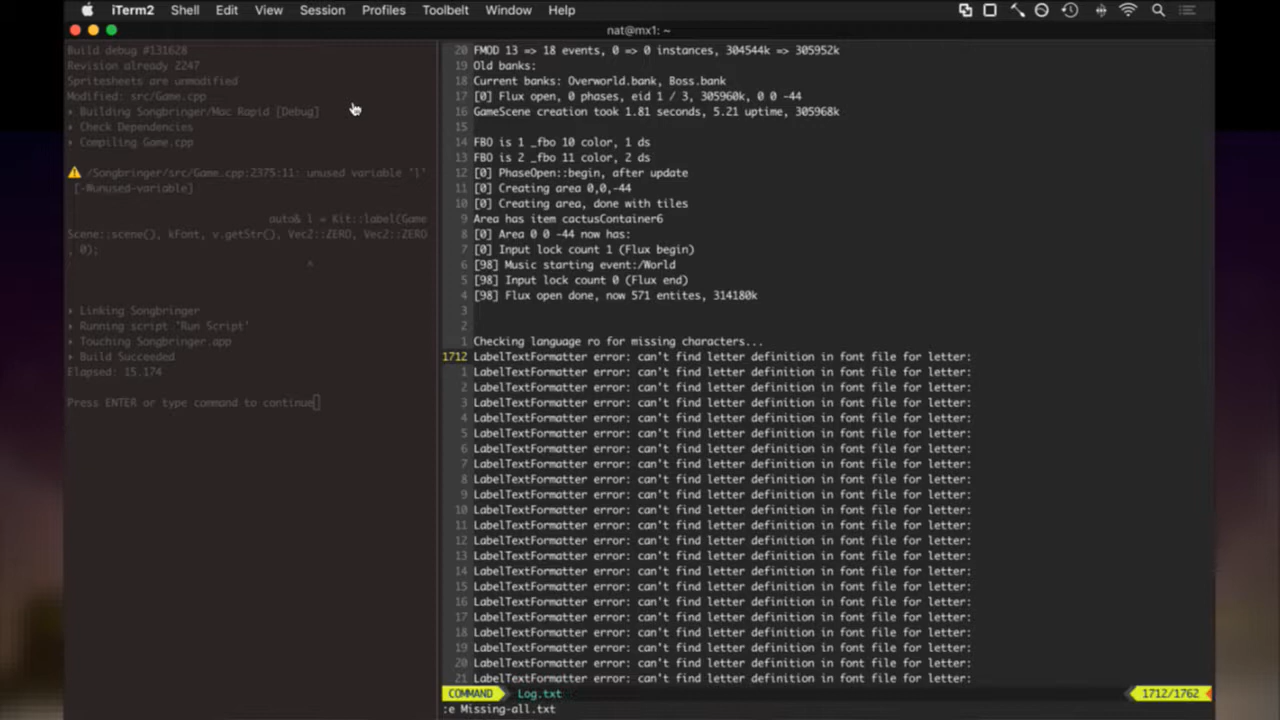 iTerm2 Shell Edit View Session Profiles Toolbelt Window Help
nat@mx1: ~
Build debug #131628
Revision already 2247
Spritesheets are unmodified
Modified: src/Game.cpp
▸ Building Songbringer/Mac Rapid [Debug]
▸ Check Dependencies
▸ Compiling Game.cpp
⚠️ /Songbringer/src/Game.cpp:2375:11: unused variable 'l'
[-Wunused-variable]
auto& l = Kit::label(Game
Scene::scene(), kFont, v.getStr(), Vec2::ZERO, Vec2::ZERO
, 0);
^
▸ Linking Songbringer
▸ Running script 'Run Script'
▸ Touching Songbringer.app
▸ Build Succeeded
Elapsed: 15.174
Press ENTER or type command to continue
20 FMOD 13 => 18 events, 0 => 0 instances, 304544k => 305952k
19 Old banks:
18 Current banks: Overworld.bank, Boss.bank
17 [0] Flux open, 0 phases, eid 1 / 3, 305960k, 0 0 -44
16 GameScene creation took 1.81 seconds, 5.21 uptime, 305968k
15
14 FBO is 1 _fbo 10 color, 1 ds
13 FBO is 2 _fbo 11 color, 2 ds
12 [0] PhaseOpen::begin, after update
11 [0] Creating area 0,0,-44
10 [0] Creating area, done with tiles
9 Area has item cactusContainer6
8 [0] Area 0 0 -44 now has:
7 [0] Input lock count 1 (Flux begin)
6 [98] Music starting event:/World
5 [98] Input lock count 0 (Flux end)
4 [98] Flux open done, now 571 entites, 314180k
3
2
1 Checking language ro for missing characters...
1712 LabelTextFormatter error: can't find letter definition in font file for letter:
1 LabelTextFormatter error: can't find letter definition in font file for letter:
2 LabelTextFormatter error: can't find letter definition in font file for letter:
3 LabelTextFormatter error: can't find letter definition in font file for letter:
4 LabelTextFormatter error: can't find letter definition in font file for letter:
5 LabelTextFormatter error: can't find letter definition in font file for letter:
6 LabelTextFormatter error: can't find letter definition in font file for letter:
7 LabelTextFormatter error: can't find letter definition in font file for letter:
8 LabelTextFormatter error: can't find letter definition in font file for letter:
9 LabelTextFormatter error: can't find letter definition in font file for letter:
10 LabelTextFormatter error: can't find letter definition in font file for letter:
11 LabelTextFormatter error: can't find letter definition in font file for letter:
12 LabelTextFormatter error: can't find letter definition in font file for letter:
13 LabelTextFormatter error: can't find letter definition in font file for letter:
14 LabelTextFormatter error: can't find letter definition in font file for letter:
15 LabelTextFormatter error: can't find letter definition in font file for letter:
16 LabelTextFormatter error: can't find letter definition in font file for letter:
17 LabelTextFormatter error: can't find letter definition in font file for letter:
18 LabelTextFormatter error: can't find letter definition in font file for letter:
19 LabelTextFormatter error: can't find letter definition in font file for letter:
20 LabelTextFormatter error: can't find letter definition in font file for letter:
21 LabelTextFormatter error: can't find letter definition in font file for letter:
COMMAND Log.txt 1712/1762
:e Missing-all.txt